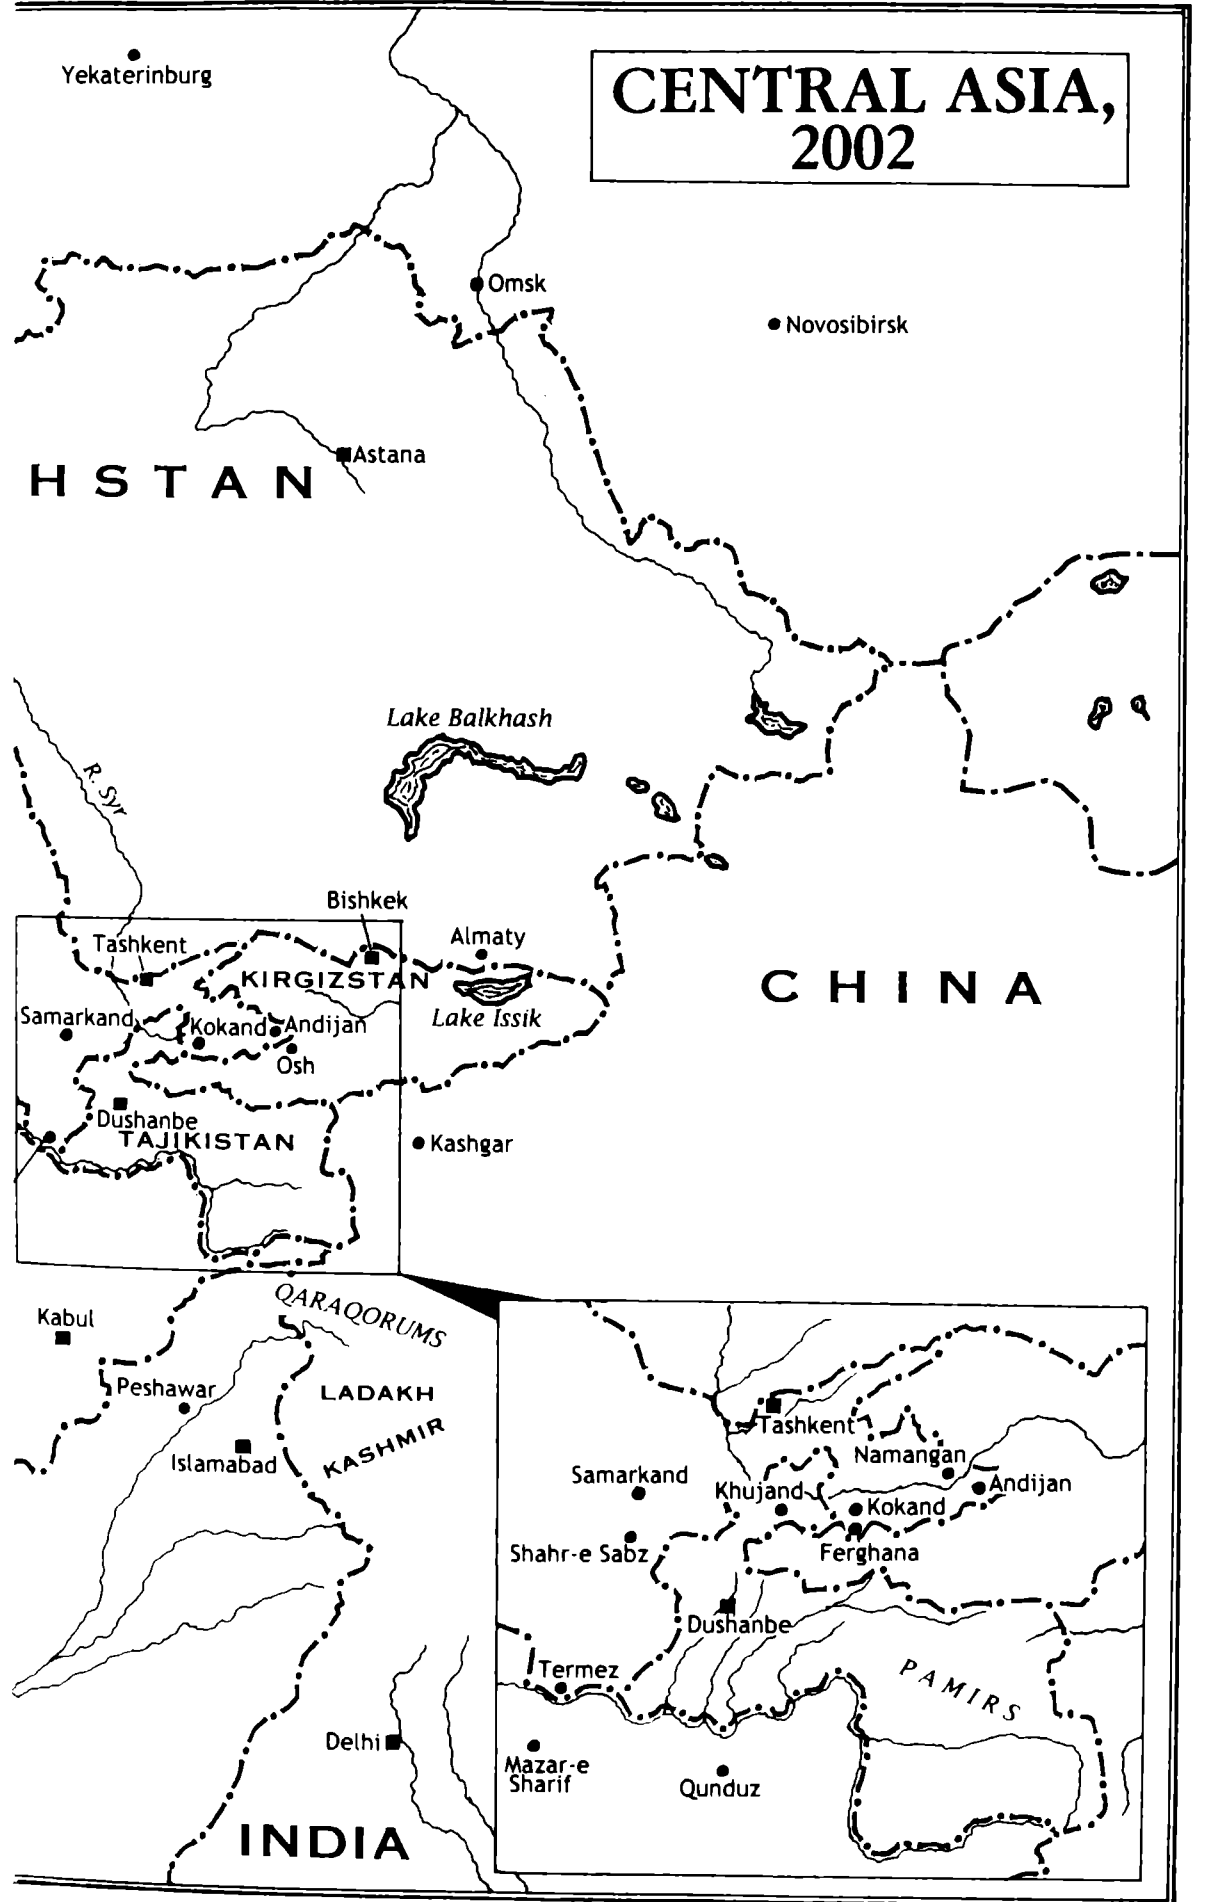 Yekaterinburg
CENTRAL ASIA,
2002
Omsk
Novosibirsk
Astana
HSTAN
Lake Balkhash
R. Syr
Bishkek
Tashkent
Almaty
KIRGIZSTAN
CHINA
Samarkand
Kokand
Andijan
Lake Issik
Osh
Dushanbe
TAJIKISTAN
Kashgar
QARAQORUMS
Kabul
Peshawar
LADAKH
Islamabad
KASHMIR
Delhi
INDIA
Tashkent
Namangan
Samarkand
Khujand
Andijan
Kokand
Shahr-e Sabz
Ferghana
Dushanbe
Termez
PAMIRS
Mazar-e
Sharif
Qunduz